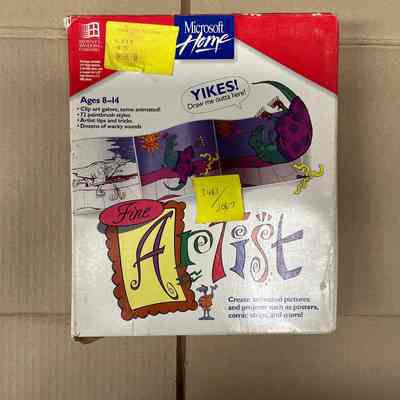 Microsoft
Home
Ages 8–14
• Clip art galore, some animated!
• 72 paintbrush styles
• Artist tips and tricks
• Dozens of wacky sounds
YIKES!
Draw me outta here!
Fine
Artist
Create animated pictures
and projects such as posters,
comic strips, and more!